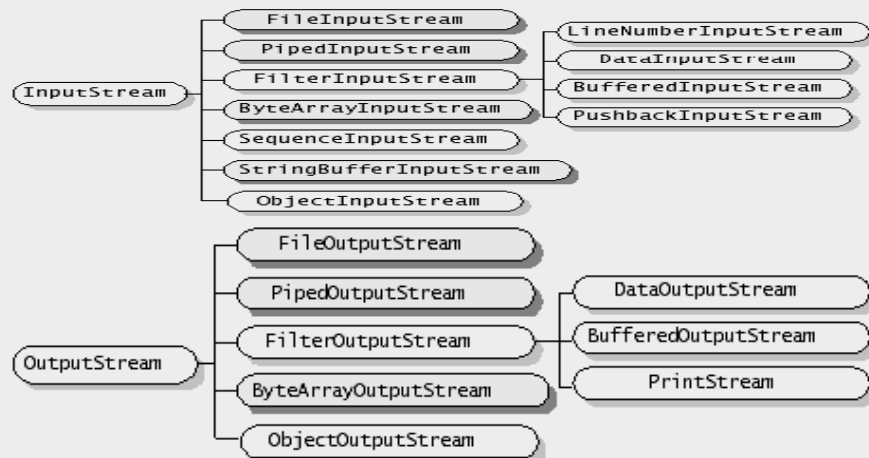 FileInputStream
PipedInputStream
FilterInputStream
InputStream
ByteArrayInputStream
SequenceInputStream
StringBufferInputStream
ObjectInputStream
LineNumberInputStream
DataInputStream
BufferedInputStream
PushbackInputStream
FileOutputStream
PipedOutputStream
FilterOutputStream
OutputStream
ByteArrayOutputStream
ObjectOutputStream
DataOutputStream
BufferedOutputStream
PrintStream